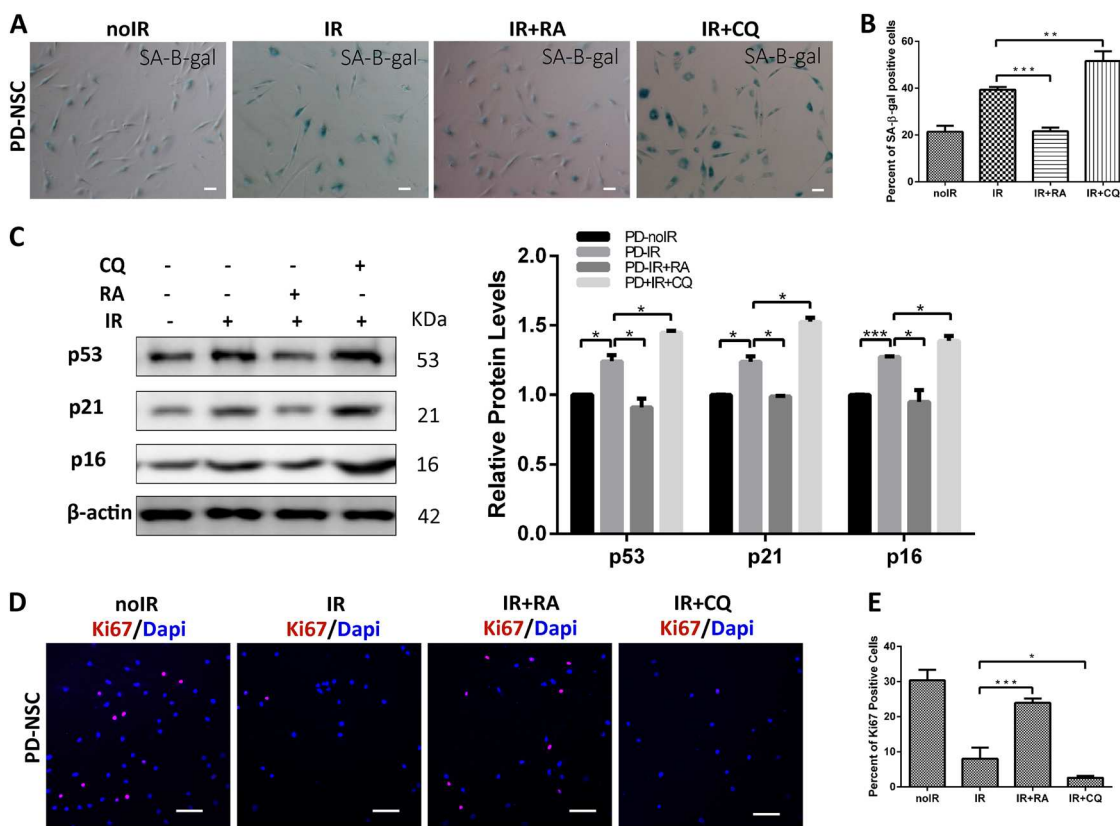 A
noIR
IR
IR+RA
IR+CQ
PD-NSC
SA-B-gal
SA-B-gal
SA-B-gal
SA-B-gal
B
Percent of SA-β-gal positive cells
60
40
20
0
**
***
noIR
IR
IR+RA
IR+CQ
C
CQ - - - +
RA - - + -
IR - + + +
KDa
p53 53
p21 21
p16 16
β-actin 42
PD-noIR
PD-IR
PD-IR+RA
PD+IR+CQ
Relative Protein Levels
2.0
1.5
1.0
0.5
0.0
* * *
* * *
*** * *
p53
p21
p16
D
noIR
IR
IR+RA
IR+CQ
Ki67/Dapi
Ki67/Dapi
Ki67/Dapi
Ki67/Dapi
PD-NSC
E
Percent of Ki67 Positive Cells
40
30
20
10
0
*
***
noIR
IR
IR+RA
IR+CQ